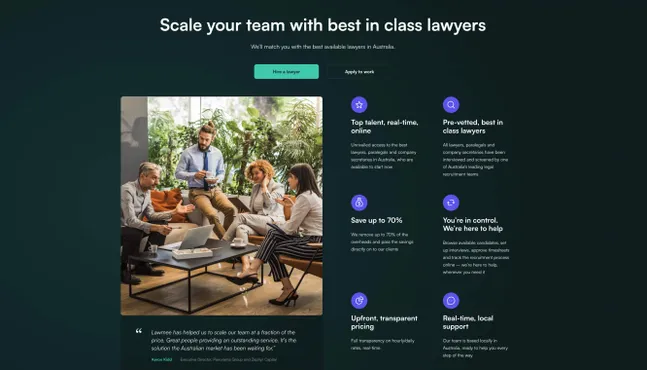 Scale your team with best in class lawyers
We'll match you with the best available lawyers in Australia.
Hire a lawyer
Apply to work
Top talent, real-time,
online
Unrivalled access to the best
lawyers, paralegals and company
secretaries in Australia, who are
available to start now
Pre-vetted, best in
class lawyers
All lawyers, paralegals and
company secretaries have been
interviewed and screened by one
of Australia's leading legal
recruitment teams
Save up to 70%
We remove up to 70% of the
overheads and pass the savings
directly on to our clients
You're in control.
We're here to help
Browse available candidates, set
up interviews, approve timesheets
and track the recruitment process
online – we're here to help,
whenever you need it
Upfront, transparent
pricing
Full transparency on hourly/daily
rates, real-time
Real-time, local
support
Our team is based locally in
Australia, ready to help you every
step of the way
“ Lawmee has helped us to scale our team at a fraction of the
price. Great people providing an outstanding service. It's the
solution the Australian market has been waiting for.”
Executive Director, Panorama Group and Capital